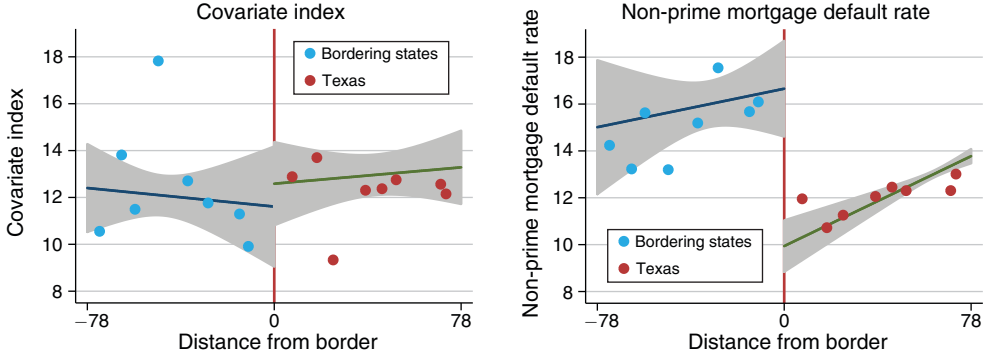 Covariate index
Covariate index
18
16
14
12
10
8
Bordering states
Texas
−78
0
78
Distance from border
Non-prime mortgage default rate
Non-prime mortgage default rate
18
16
14
12
10
8
Bordering states
Texas
−78
0
78
Distance from border